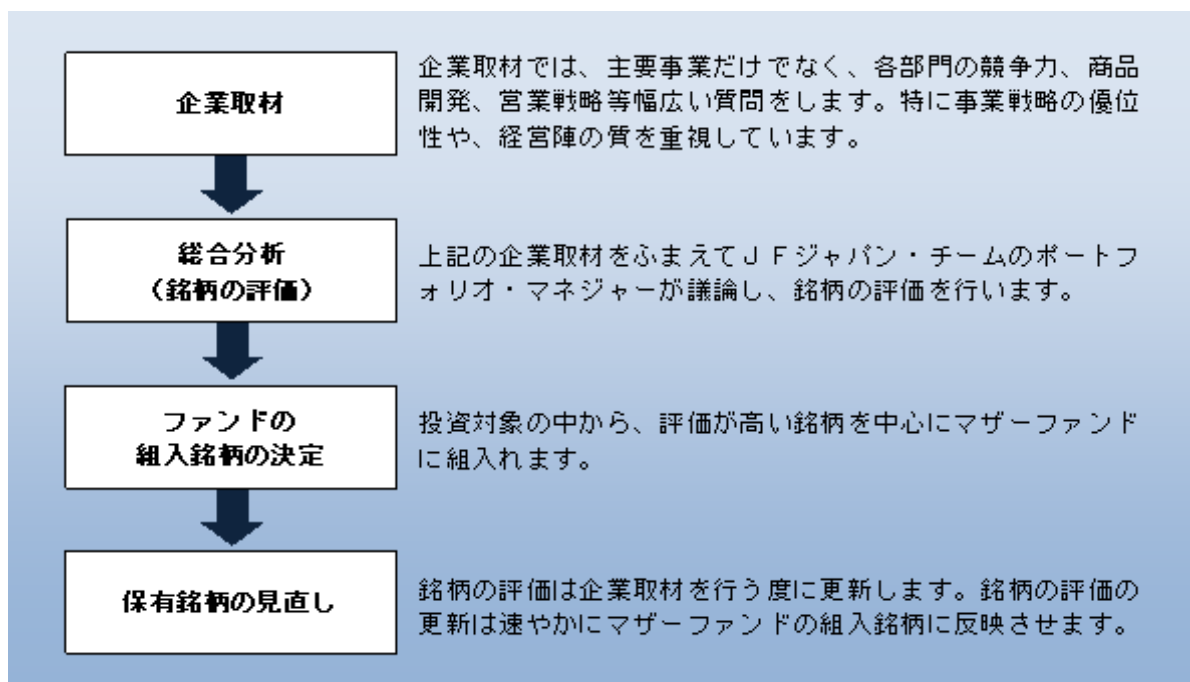 企業取材
企業取材では、主要事業だけでなく、各部門の競争力、商品
開発、営業戦略等幅広い質問をします。特に事業戦略の優位
性や、経営陣の質を重視しています。
総合分析
（銘柄の評価）
上記の企業取材をふまえてＪＦジャパン・チームのポートフ
ォリオ・マネジャーが議論し、銘柄の評価を行います。
ファンドの
組入銘柄の決定
投資対象の中から、評価が高い銘柄を中心にマザーファンド
に組入れます。
保有銘柄の見直し
銘柄の評価は企業取材を行う度に更新します。銘柄の評価の
更新は速やかにマザーファンドの組入銘柄に反映させます。